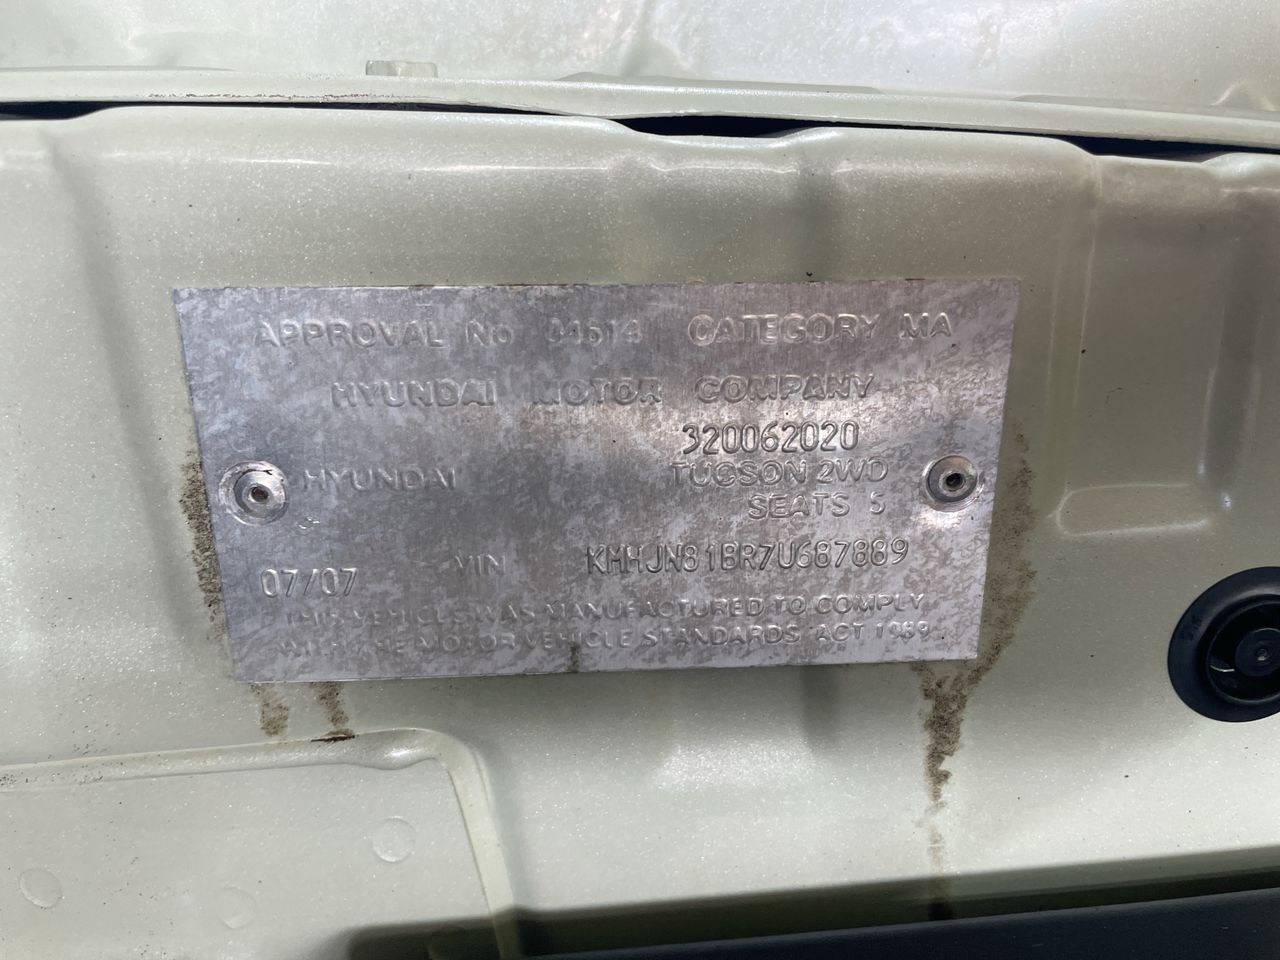 APPROVAL No 04614 CATEGORY MA
HYUNDAI MOTOR COMPANY
320062020
HYUNDAI TUCSON 2WD
SEATS 5
07/07 VIN KMHJN81BR7U687889
THIS VEHICLE WAS MANUFACTURED TO COMPLY
WITH THE MOTOR VEHICLE STANDARDS ACT 1989